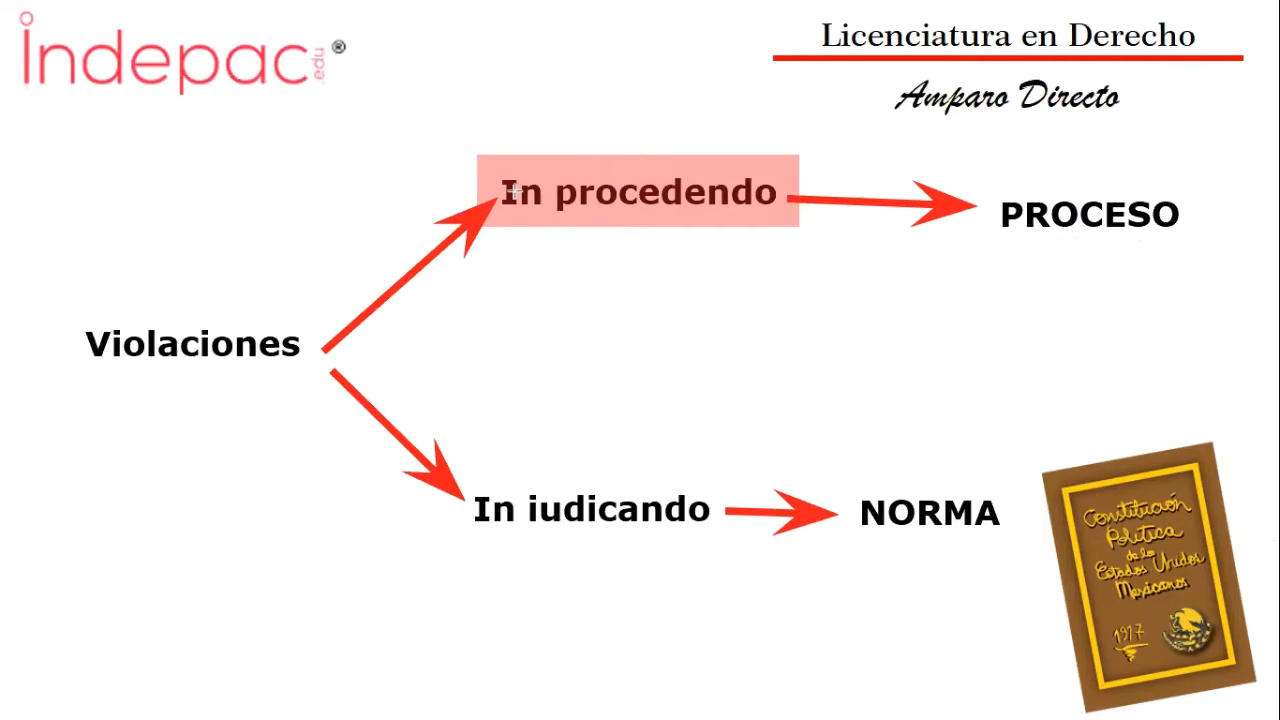 indepac.edu®
Licenciatura en Derecho
Amparo Directo
In procedendo
PROCESO
Violaciones
In iudicando
NORMA
Constitución
Política
de los
Estados Unidos
Mexicanos
1917